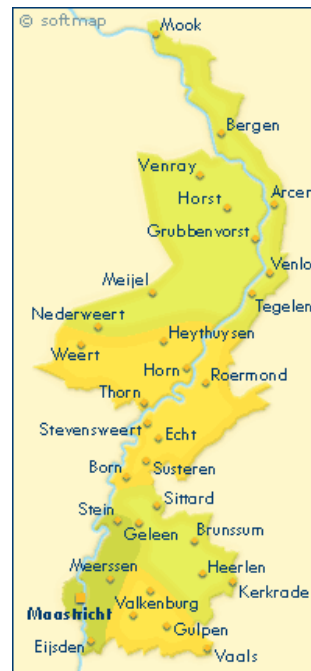 © softmap
Mook
Bergen
Venray
Horst
Arcen
Grubbenvorst
Venlo
Meijel
Tegelen
Nederweert
Heythuysen
Weert
Horn
Roermond
Thorn
Stevensweert
Echt
Susteren
Born
Sittard
Stein
Geleen
Brunssum
Meerssen
Heerlen
Kerkrade
Maastricht
Valkenburg
Gulpen
Eijsden
Vaals